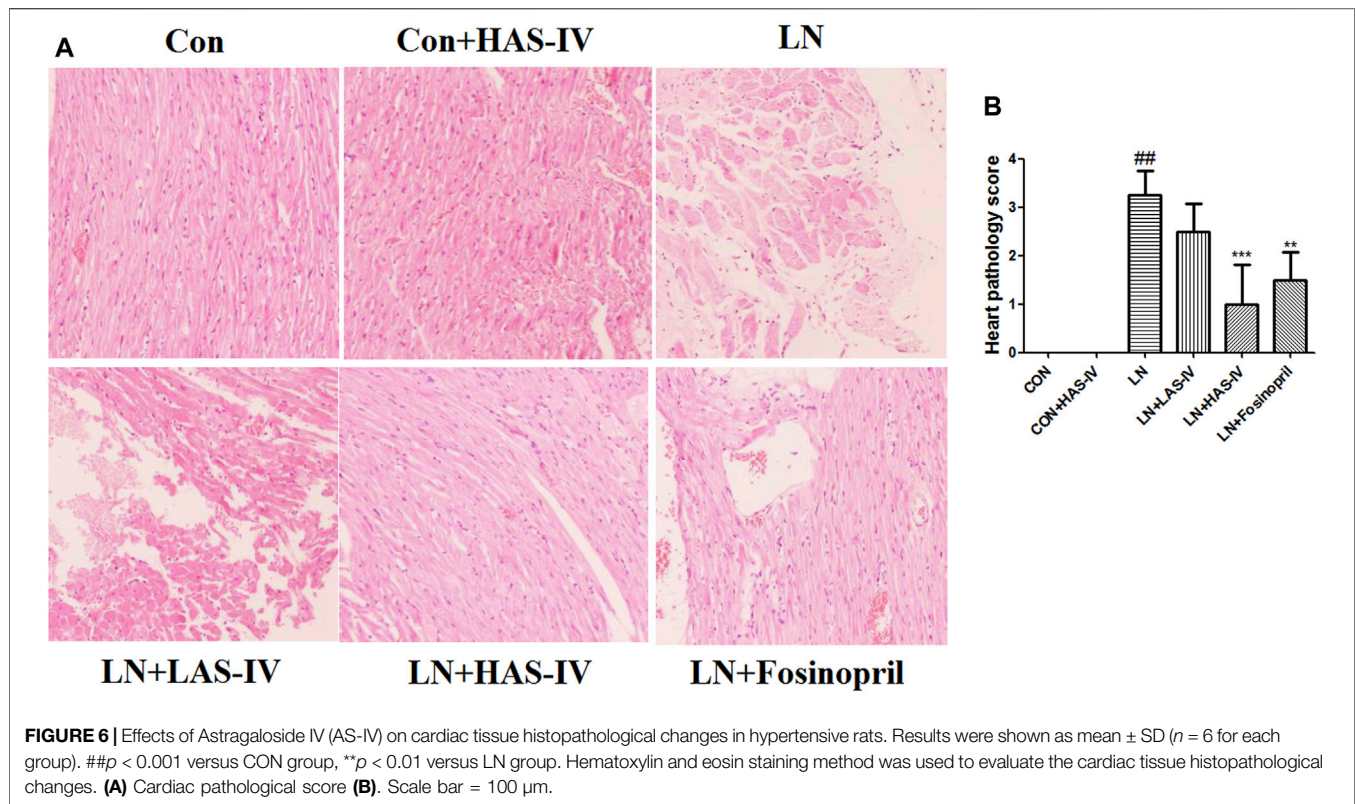 A
Con
Con+HAS-IV
LN
LN+LAS-IV
LN+HAS-IV
LN+Fosinopril
B
Heart pathology score
4
3
2
1
0
##
***
**
CON
CON+HAS-IV
LN
LN+LAS-IV
LN+HAS-IV
LN+Fosinopril
FIGURE 6 | Effects of Astragaloside IV (AS-IV) on cardiac tissue histopathological changes in hypertensive rats. Results were shown as mean ± SD (n = 6 for each
group). ##p < 0.001 versus CON group, **p < 0.01 versus LN group. Hematoxylin and eosin staining method was used to evaluate the cardiac tissue histopathological
changes. (A) Cardiac pathological score (B). Scale bar = 100 μm.